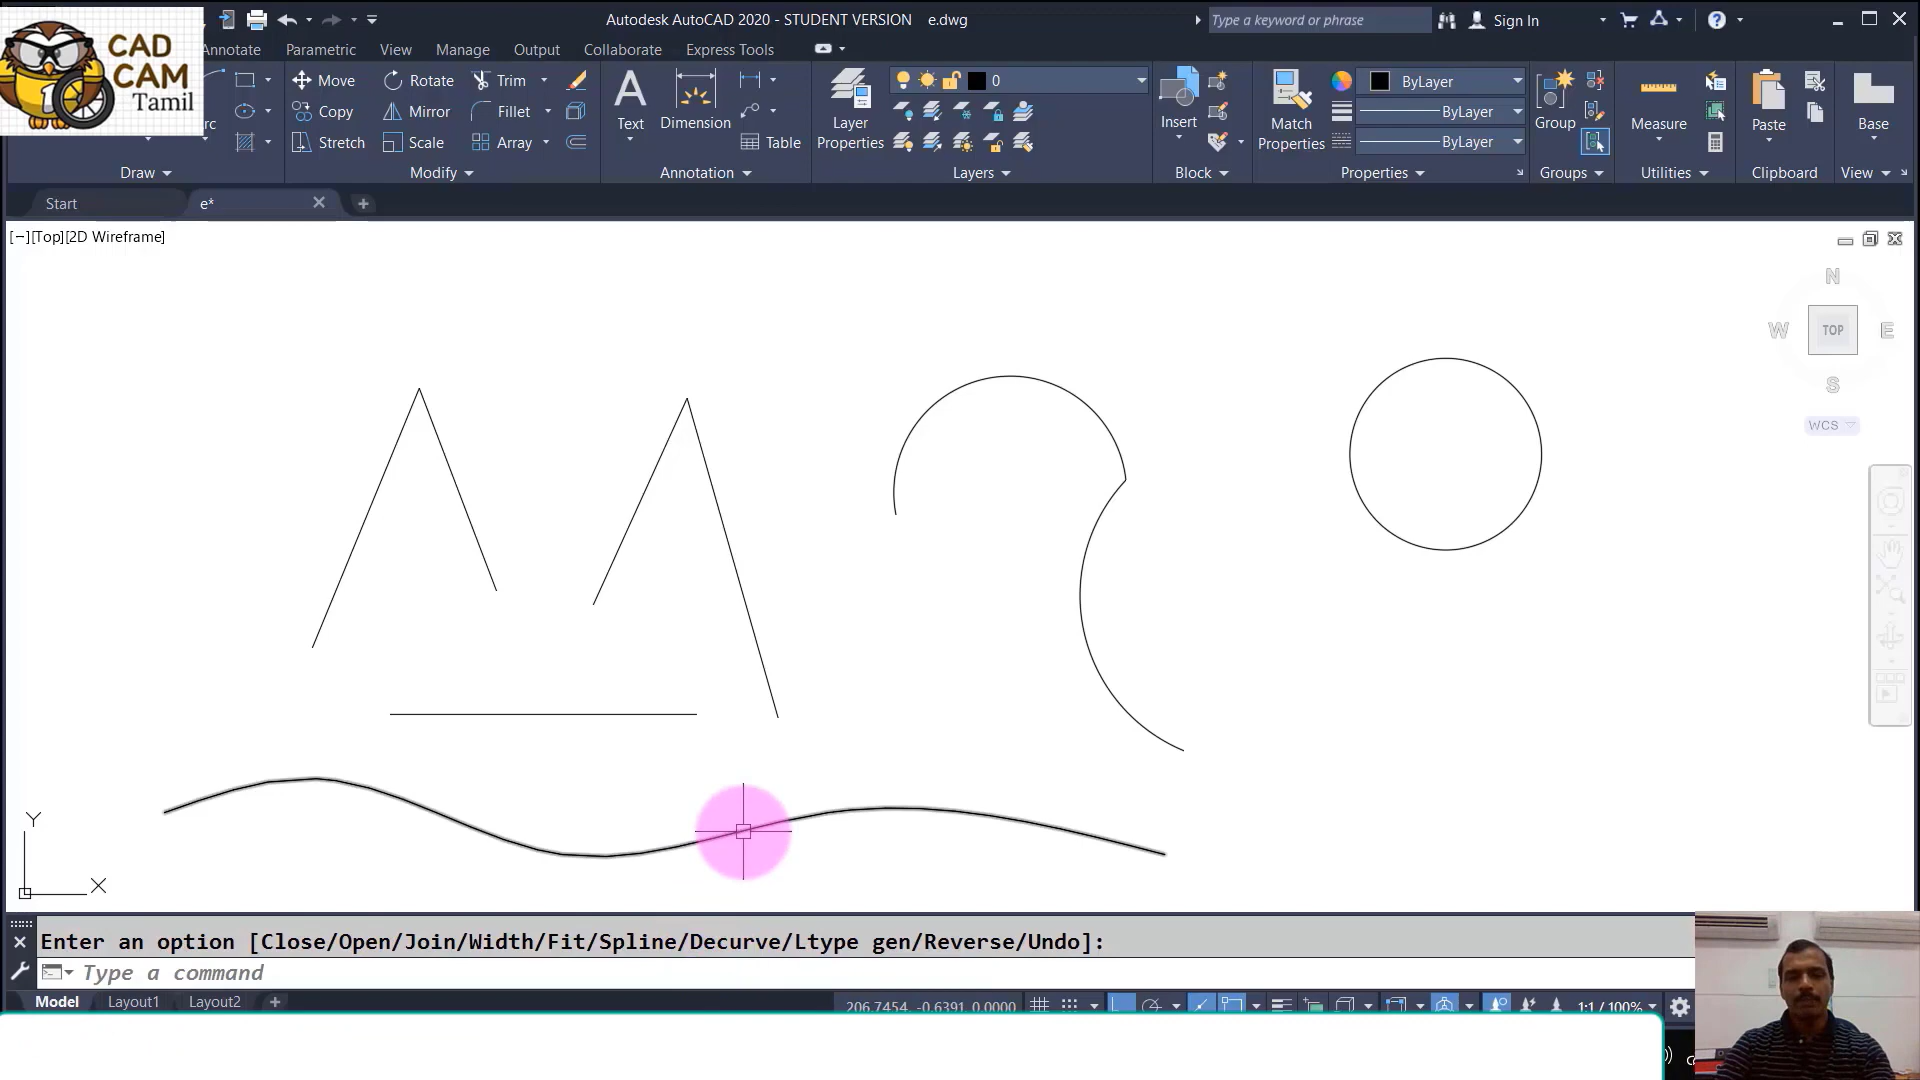 Autodesk AutoCAD 2020 - STUDENT VERSION e.dwg
Type a keyword or phrase
Sign In
CAD
CAM
Tamil
Annotate
Parametric
View
Manage
Output
Collaborate
Express Tools
Move
Rotate
Trim
Copy
Mirror
Fillet
Stretch
Scale
Array
Text
Dimension
Table
Layer
Properties
0
Insert
Match
Properties
ByLayer
ByLayer
ByLayer
Group
Measure
Paste
Base
Draw
Modify
Annotation
Layers
Block
Properties
Groups
Utilities
Clipboard
View
Start
e*
[−][Top][2D Wireframe]
N
W
TOP
E
S
WCS
Y
X
Enter an option [Close/Open/Join/Width/Fit/Spline/Decurve/Ltype gen/Reverse/Undo]:
Type a command
Model
Layout1
Layout2
206.7454, -0.6391, 0.0000
1:1 / 100%